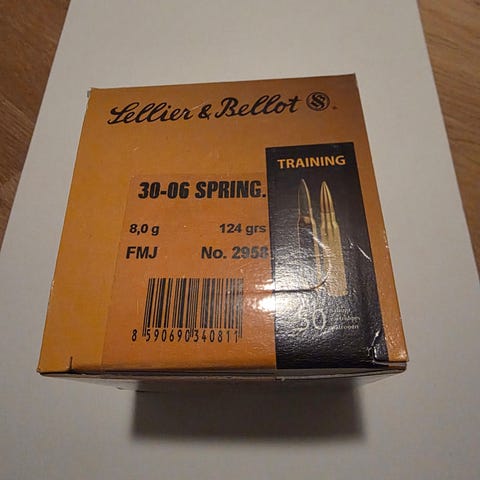 Sellier & Bellot
TRAINING
30-06 SPRING.
8,0 g 124 grs
FMJ No. 2958
50
8 590690 340811